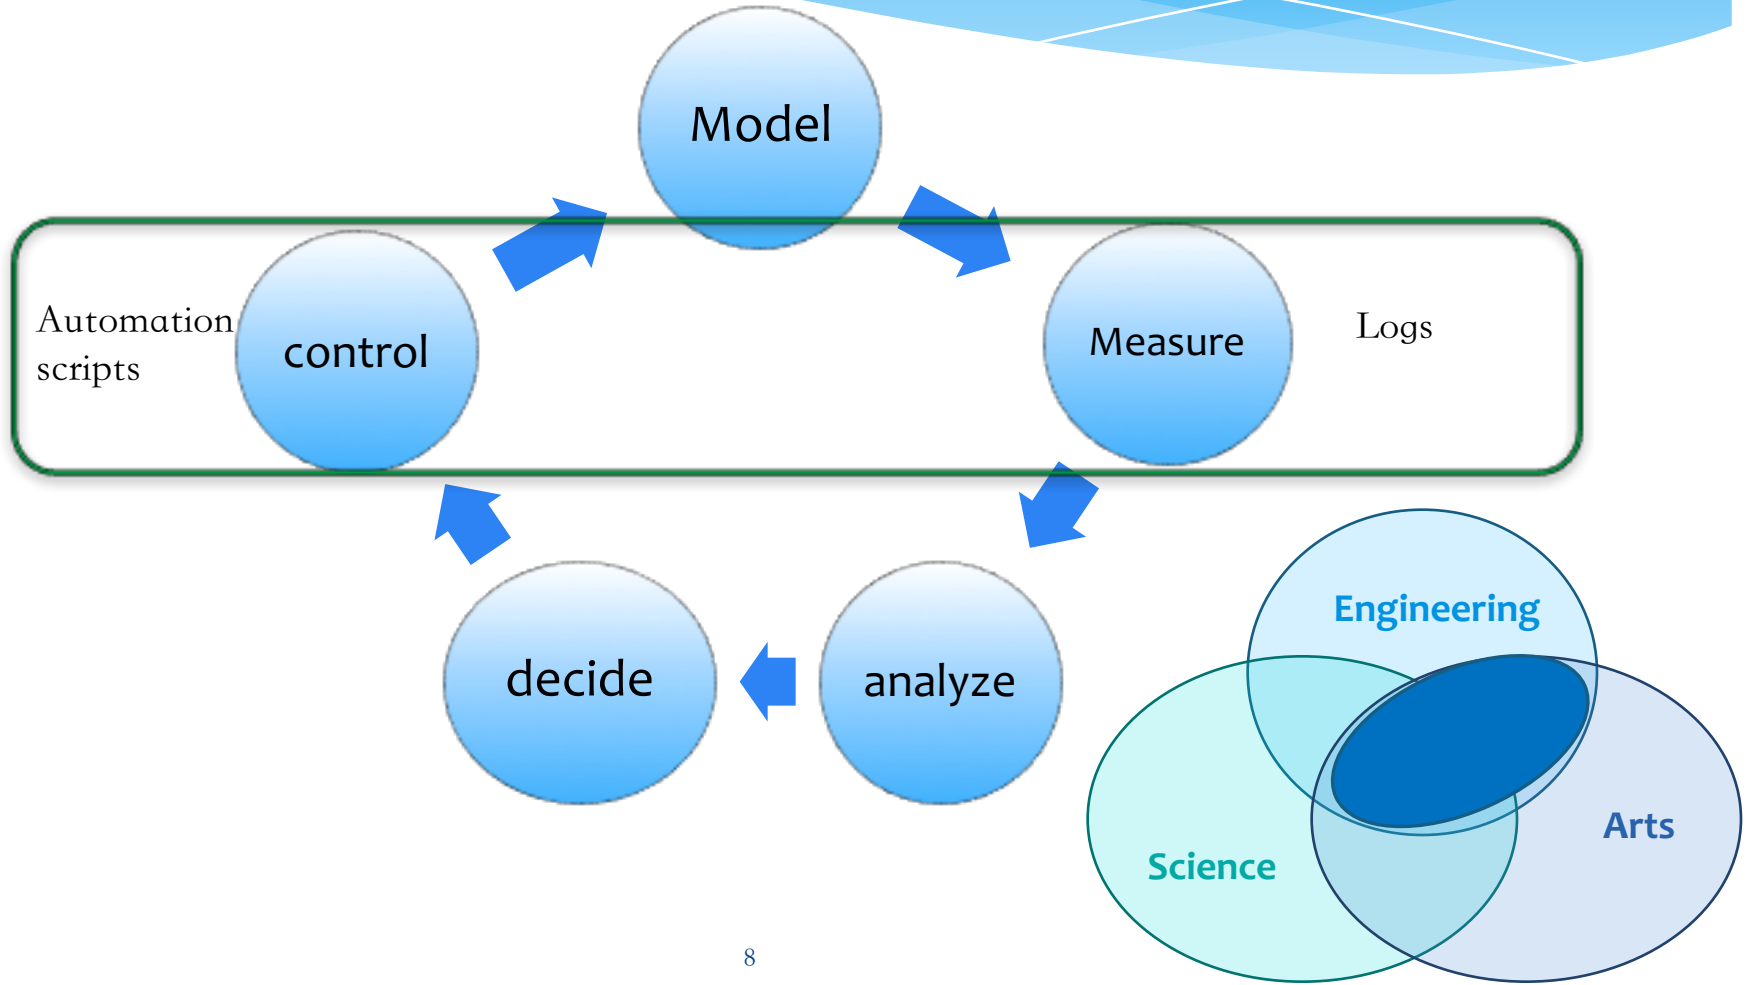 Model
Automation
scripts
control
Measure
Logs
decide
analyze
Engineering
Science
Arts
8